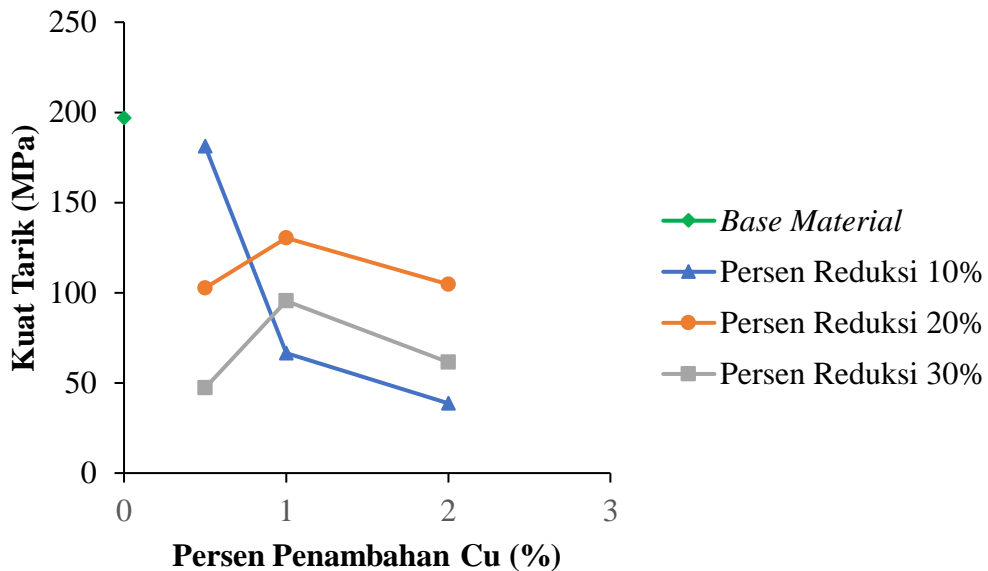 250
200
150
100
50
0
Kuat Tarik (MPa)
0 1 2 3
Persen Penambahan Cu (%)
Base Material
Persen Reduksi 10%
Persen Reduksi 20%
Persen Reduksi 30%